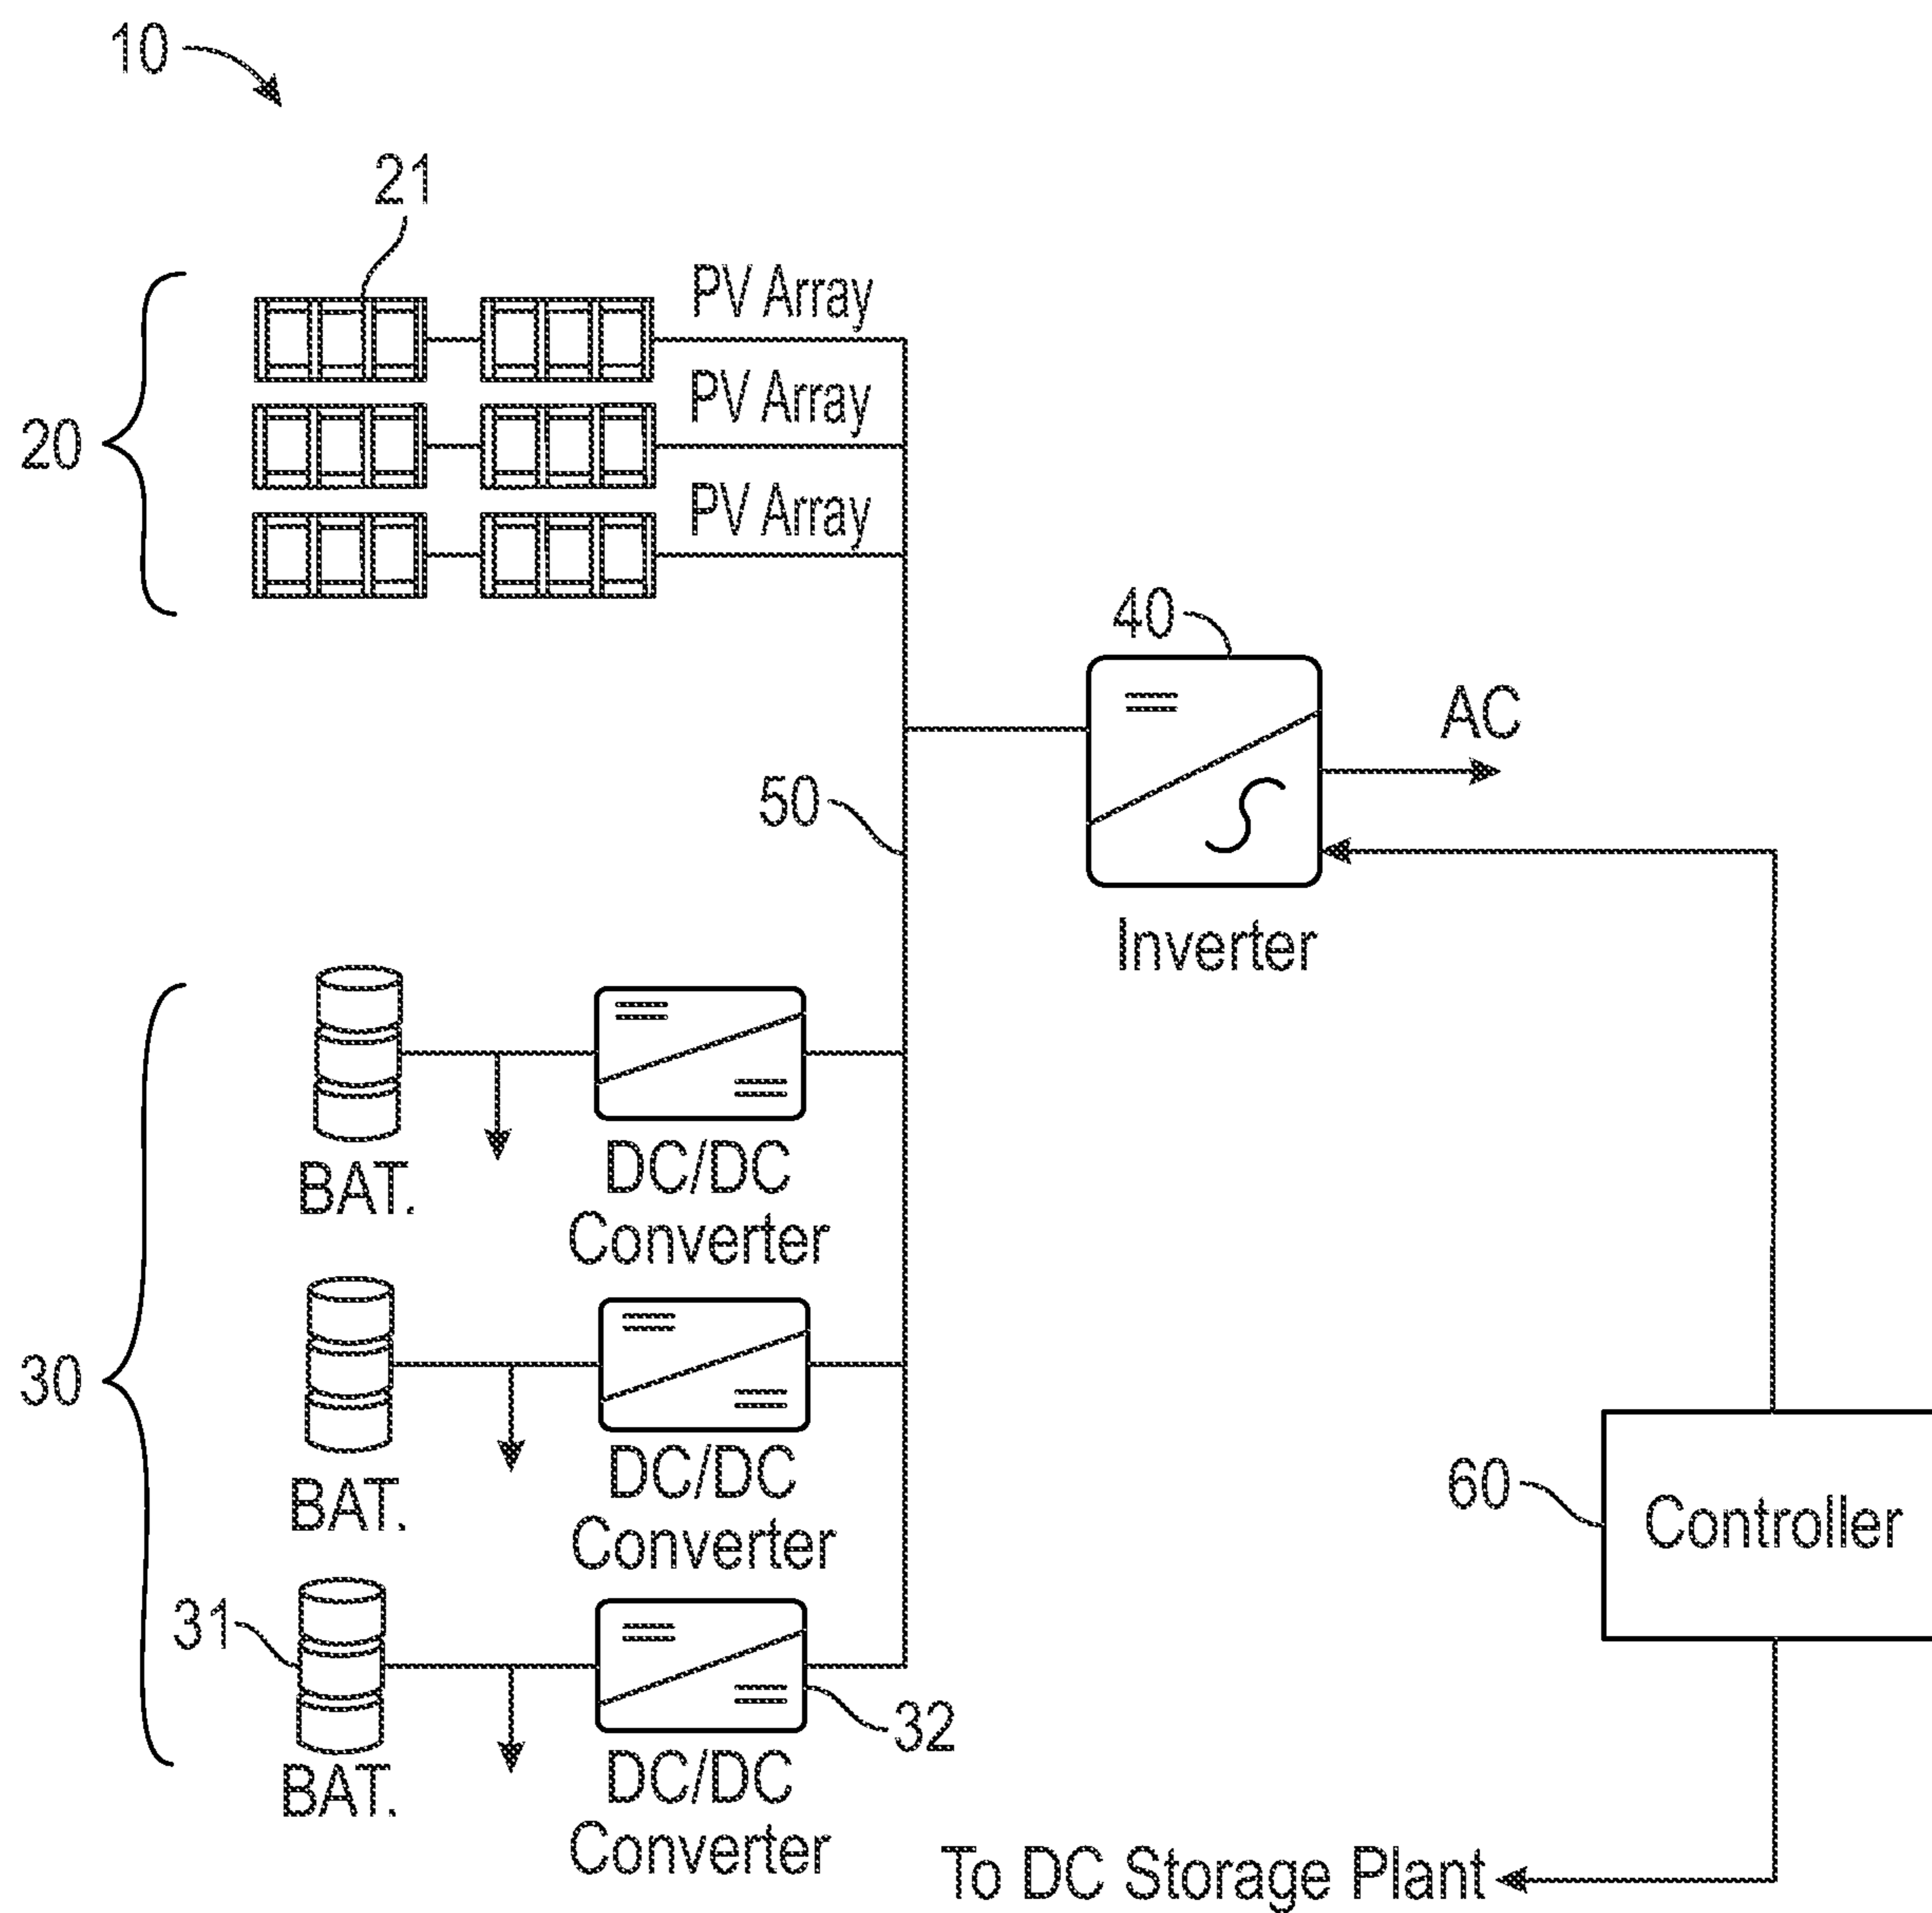 10
21
PV Array
PV Array
20
PV Array
40
AC
50
Inverter
BAT.
DC/DC
Converter
30
BAT.
DC/DC
Converter
60
Controller
31
32
BAT.
DC/DC
Converter
To DC Storage Plant